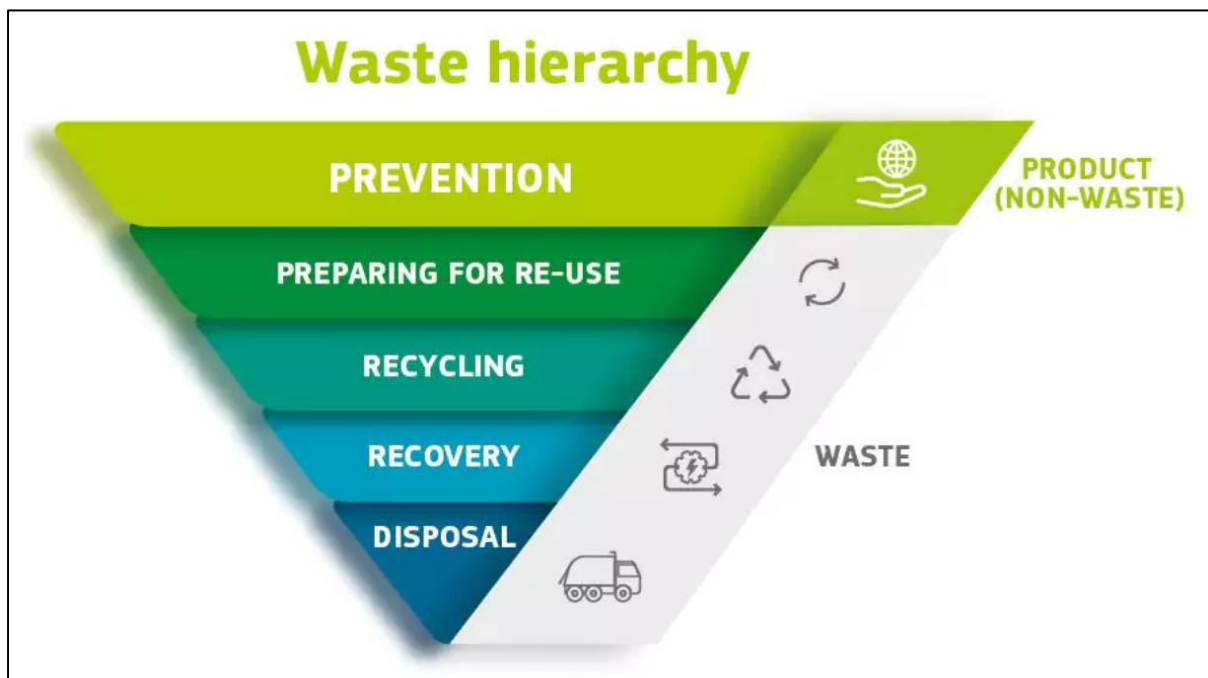 Waste hierarchy
PREVENTION
PRODUCT
(NON-WASTE)
PREPARING FOR RE-USE
RECYCLING
RECOVERY
WASTE
DISPOSAL